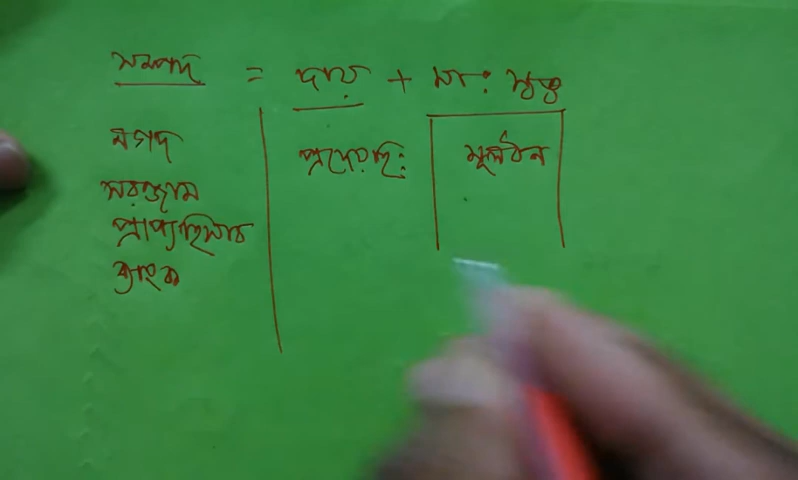 সম্পদ = দায় + মাঃ স্বত্ব
নগদ প্রদেয়হিঃ মূলধন
সরঞ্জাম
প্রাপ্যহিসাব
ব্যাংক